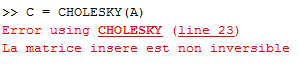 >> C = CHOLESKY(A)
Error using CHOLESKY (line 23)
La matrice insere est non inversible